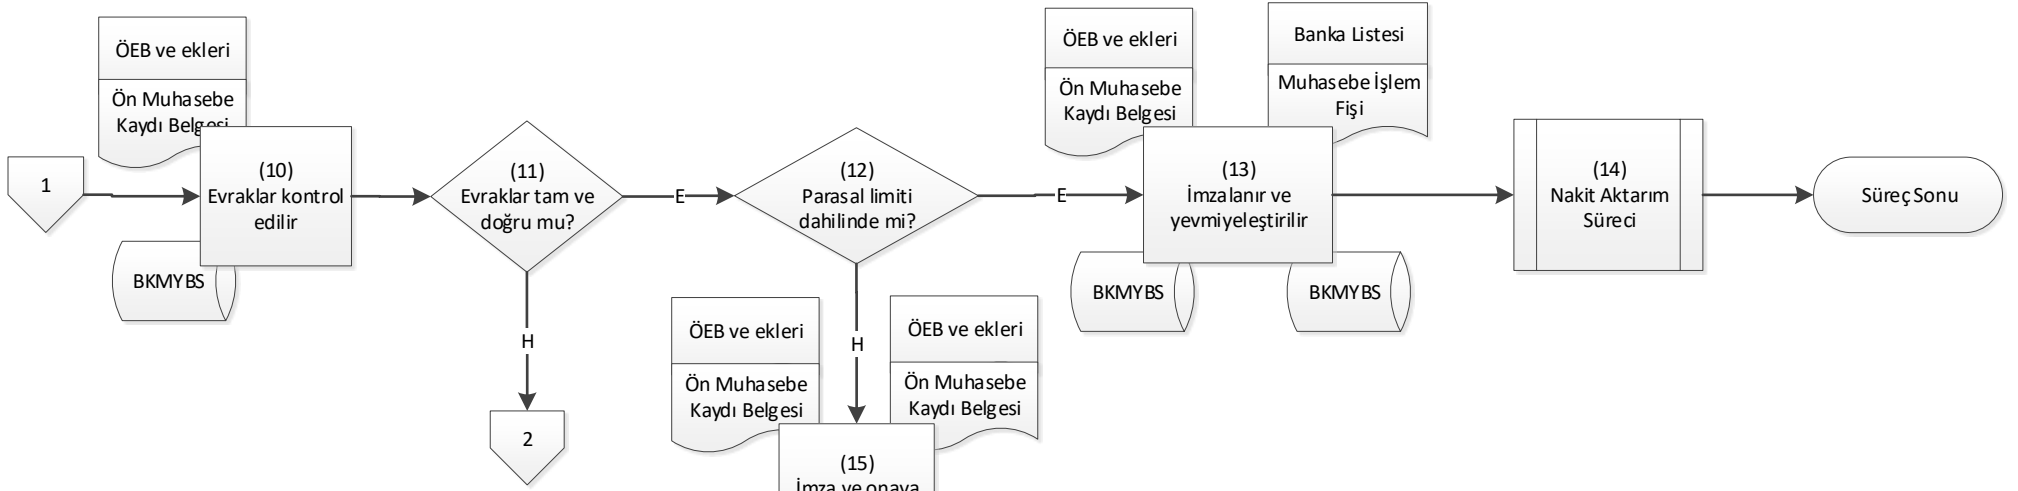 ÖEB ve ekleri
Ön Muhasebe
Kaydı Belgesi
1
(10)
Evraklar kontrol
edilir
BKMYBS
(11)
Evraklar tam ve
doğru mu?
E
H
2
(12)
Parasal limiti
dahilinde mi?
E
H
ÖEB ve ekleri
Ön Muhasebe
Kaydı Belgesi
ÖEB ve ekleri
Ön Muhasebe
Kaydı Belgesi
(15)
İmza ve onaya
ÖEB ve ekleri
Ön Muhasebe
Kaydı Belgesi
Banka Listesi
Muhasebe İşlem
Fişi
(13)
İmzalanır ve
yevmiyeleştirilir
BKMYBS
BKMYBS
(14)
Nakit Aktarım
Süreci
Süreç Sonu